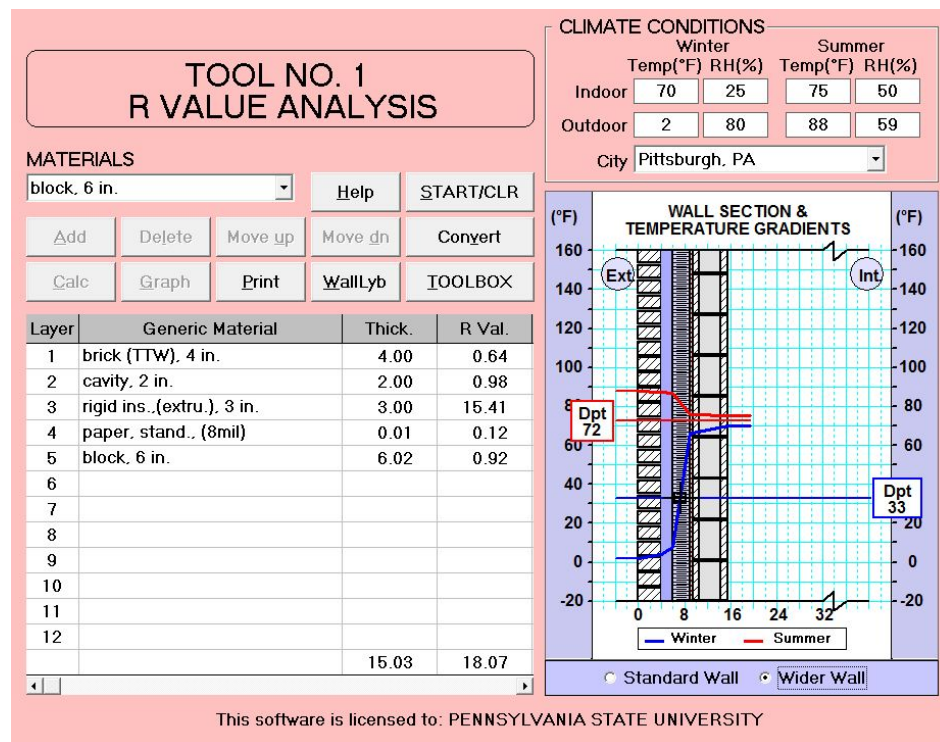 TOOL NO. 1
R VALUE ANALYSIS
MATERIALS
block, 6 in.
Help
START/CLR
Add
Delete
Move up
Move dn
Convert
Calc
Graph
Print
WallLyb
TOOLBOX
Layer Generic Material Thick. R Val.
1 brick (TTW), 4 in. 4.00 0.64
2 cavity, 2 in. 2.00 0.98
3 rigid ins.,(extru.), 3 in. 3.00 15.41
4 paper, stand., (8mil) 0.01 0.12
5 block, 6 in. 6.02 0.92
6
7
8
9
10
11
12
15.03 18.07
CLIMATE CONDITIONS
Winter Summer
Temp(°F) RH(%) Temp(°F) RH(%)
Indoor 70 25 75 50
Outdoor 2 80 88 59
City Pittsburgh, PA
(°F) WALL SECTION & (°F)
TEMPERATURE GRADIENTS
160 160
Ext. Int.
140 140
120 120
100 100
80
Dpt
72
60 60
40 40
Dpt
33
20 20
0 0
-20 -20
0 8 16 24 32
Winter Summer
Standard Wall Wider Wall
This software is licensed to: PENNSYLVANIA STATE UNIVERSITY